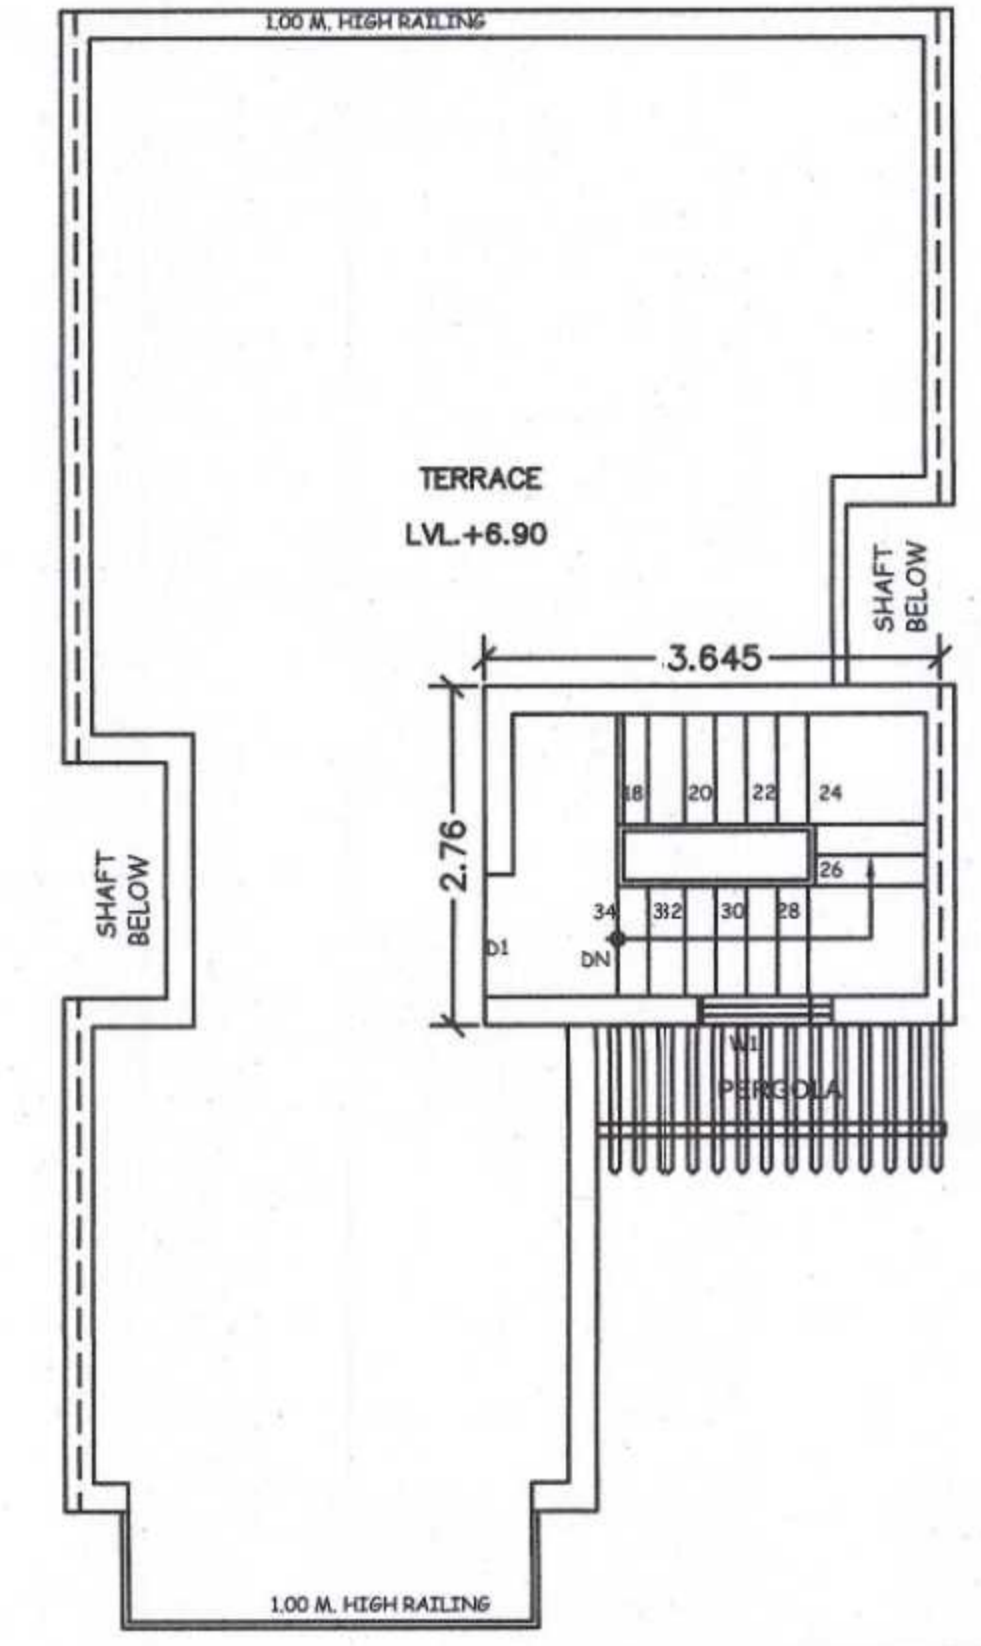 1.00 M. HIGH RAILING
TERRACE
LVL.+6.90
SHAFT
BELOW
3.645
2.76
18 20 22 24
26
34 332 30 28
DN
D1
SHAFT
BELOW
W1
PERGOLA
1.00 M. HIGH RAILING